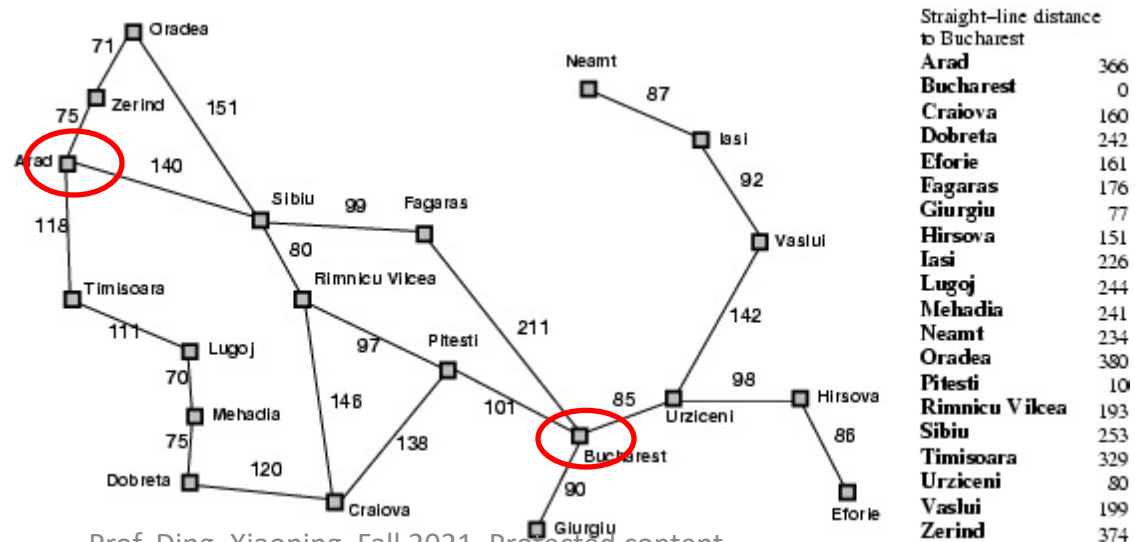 Oradea
71
Neamt
Zerind
87
151
75
Iasi
Arad
140
92
Sibiu
99
Fagaras
118
Vaslui
80
Timisoara
Rimnicu Vilcea
142
111
211
Lugoj
97
Pitesti
70
98
Hirsova
146
85
Mehadia
101
Urziceni
86
75
138
120
Bucharest
Dobreta
90
Craiova
Eforie
Giurgiu
Prof. Ding, Xiaoning, Fall 2021. Protected content
Straight–line distance
to Bucharest
Arad 366
Bucharest 0
Craiova 160
Dobreta 242
Eforie 161
Fagaras 176
Giurgiu 77
Hirsova 151
Iasi 226
Lugoj 244
Mehadia 241
Neamt 234
Oradea 380
Pitesti 10
Rimnicu Vilcea 193
Sibiu 253
Timisoara 329
Urziceni 80
Vaslui 199
Zerind 374